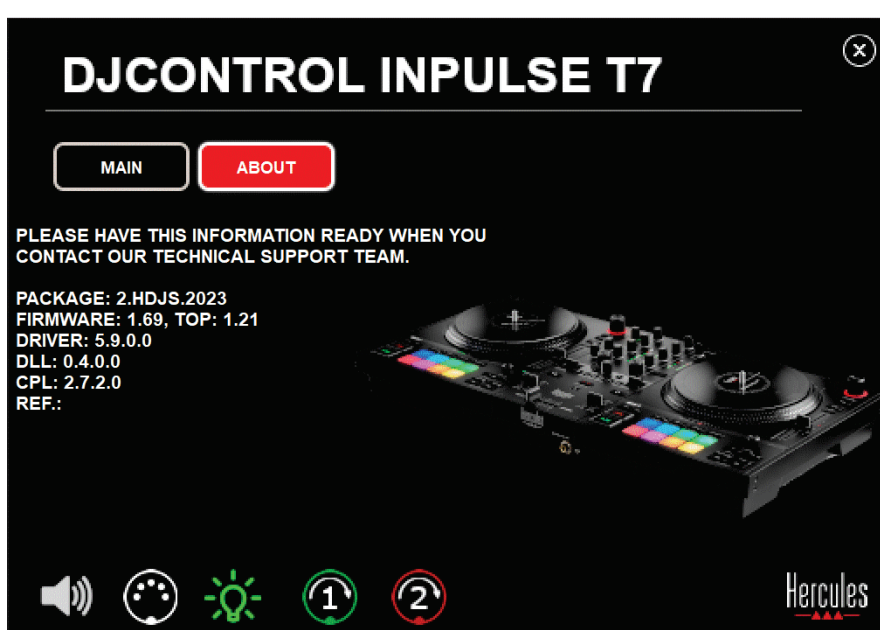 DJCONTROL INPULSE T7
MAIN
ABOUT
PLEASE HAVE THIS INFORMATION READY WHEN YOU
CONTACT OUR TECHNICAL SUPPORT TEAM.
PACKAGE: 2.HDJS.2023
FIRMWARE: 1.69, TOP: 1.21
DRIVER: 5.9.0.0
DLL: 0.4.0.0
CPL: 2.7.2.0
REF.:
1
2
Hercules